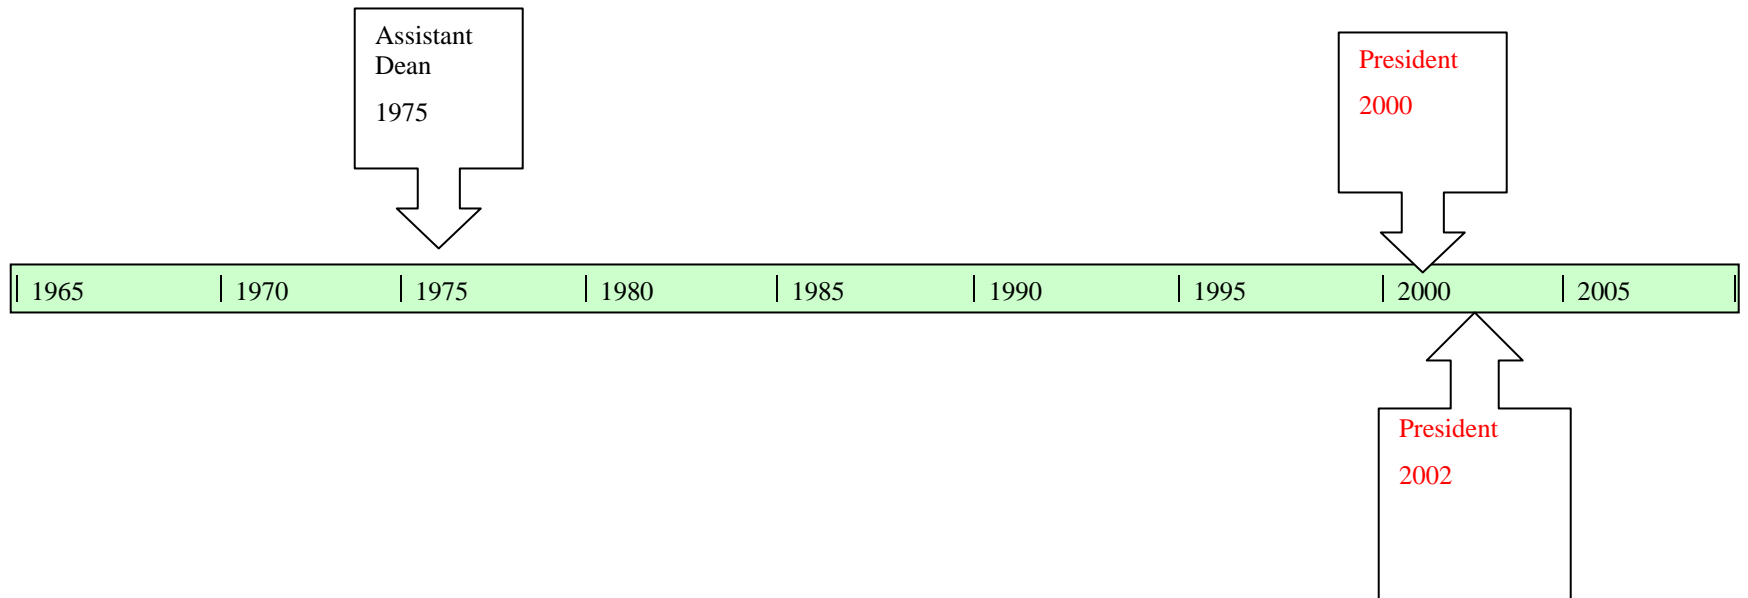 Assistant
Dean
1975
President
2000
| 1965 | 1970 | 1975 | 1980 | 1985 | 1990 | 1995 | 2000 | 2005 |
President
2002